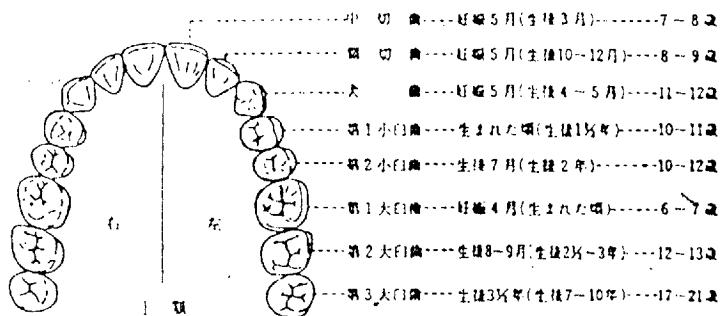 中切歯----妊娠5月(生後3月)------7~8歳
側切歯----妊娠5月(生後10~12月)---8~9歳
犬歯----妊娠5月(生後4~5月)-----11~12歳
第1小臼歯----生まれた頃(生後1½年)----10~11歳
第2小臼歯----生後7月(生後2年)------10~12歳
第1大臼歯----妊娠4月(生まれた頃)-----6~7歳
右 左
第2大臼歯----生後8~9月(生後2½~3年)---12~13歳
第3大臼歯----生後3½年(生後7~10年)---17~21歳
上顎